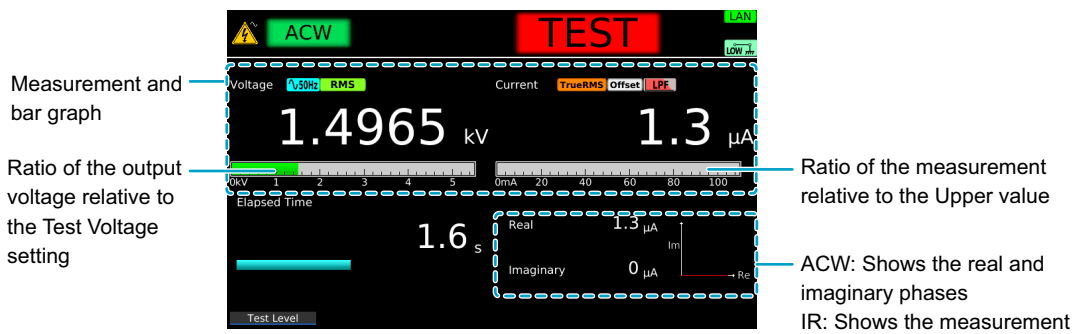 ACW
TEST
LAN
LOW
Measurement and
bar graph
Voltage 50Hz RMS
Current TrueRMS Offset LPF
1.4965 kV
1.3 µA
0kV 1 2 3 4 5
0mA 20 40 60 80 100
Ratio of the output
voltage relative to
the Test Voltage
setting
Ratio of the measurement
relative to the Upper value
Elapsed Time
1.6 s
Real 1.3 µA
Imaginary 0 µA
Im
Re
ACW: Shows the real and
imaginary phases
IR: Shows the measurement
Test Level